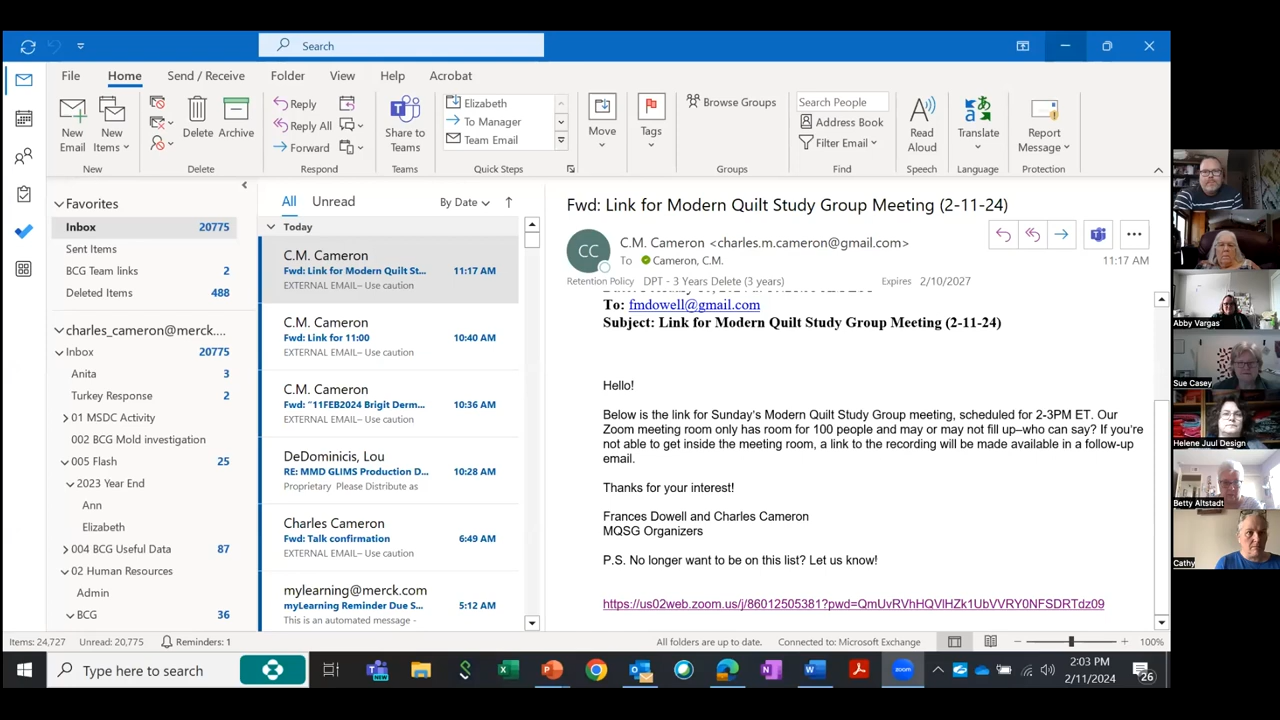 Search
File Home Send / Receive Folder View Help Acrobat
New Email
New Items
Delete
Archive
Reply
Reply All
Forward
Share to Teams
Elizabeth
To Manager
Team Email
Move
Tags
Browse Groups
Search People
Address Book
Filter Email
Read Aloud
Translate
Report Message
New Delete Respond Teams Quick Steps Groups Find Speech Language Protection
Favorites
Inbox 20775
Sent Items
BCG Team links 2
Deleted Items 488
charles_cameron@merck....
Inbox 20775
Anita 3
Turkey Response 2
01 MSDC Activity
002 BCG Mold investigation
005 Flash 25
2023 Year End
Ann
Elizabeth
004 BCG Useful Data 87
02 Human Resources
Admin
BCG 36
All Unread By Date
Today
C.M. Cameron
Fwd: Link for Modern Quilt St... 11:17 AM
EXTERNAL EMAIL– Use caution
C.M. Cameron
Fwd: Link for 11:00 10:40 AM
EXTERNAL EMAIL– Use caution
C.M. Cameron
Fwd: "11FEB2024 Brigit Derm... 10:36 AM
EXTERNAL EMAIL– Use caution
DeDominicis, Lou
RE: MMD GLIMS Production D... 10:28 AM
Proprietary Please Distribute as
Charles Cameron
Fwd: Talk confirmation 6:49 AM
EXTERNAL EMAIL– Use caution
mylearning@merck.com
myLearning Reminder Due S... 5:12 AM
This is an automated message -
Fwd: Link for Modern Quilt Study Group Meeting (2-11-24)
CC
C.M. Cameron <charles.m.cameron@gmail.com>
To Cameron, C.M.
11:17 AM
Retention Policy DPT - 3 Years Delete (3 years) Expires 2/10/2027
To: fmdowell@gmail.com
Subject: Link for Modern Quilt Study Group Meeting (2-11-24)
Hello!
Below is the link for Sunday's Modern Quilt Study Group meeting, scheduled for 2-3PM ET. Our
Zoom meeting room only has room for 100 people and may or may not fill up–who can say? If you're
not able to get inside the meeting room, a link to the recording will be made available in a follow-up
email.
Thanks for your interest!
Frances Dowell and Charles Cameron
MQSG Organizers
P.S. No longer want to be on this list? Let us know!
https://us02web.zoom.us/j/86012505381?pwd=QmUvRVhHQVlHZk1UbVVRY0NFSDRTdz09
Items: 24,727 Unread: 20,775 Reminders: 1 All folders are up to date. Connected to: Microsoft Exchange 100%
Type here to search
NEW
zoom
2:03 PM
2/11/2024
26
Abby Vargas
Sue Casey
Helene Juul Design
Betty Altstadt
Cathy